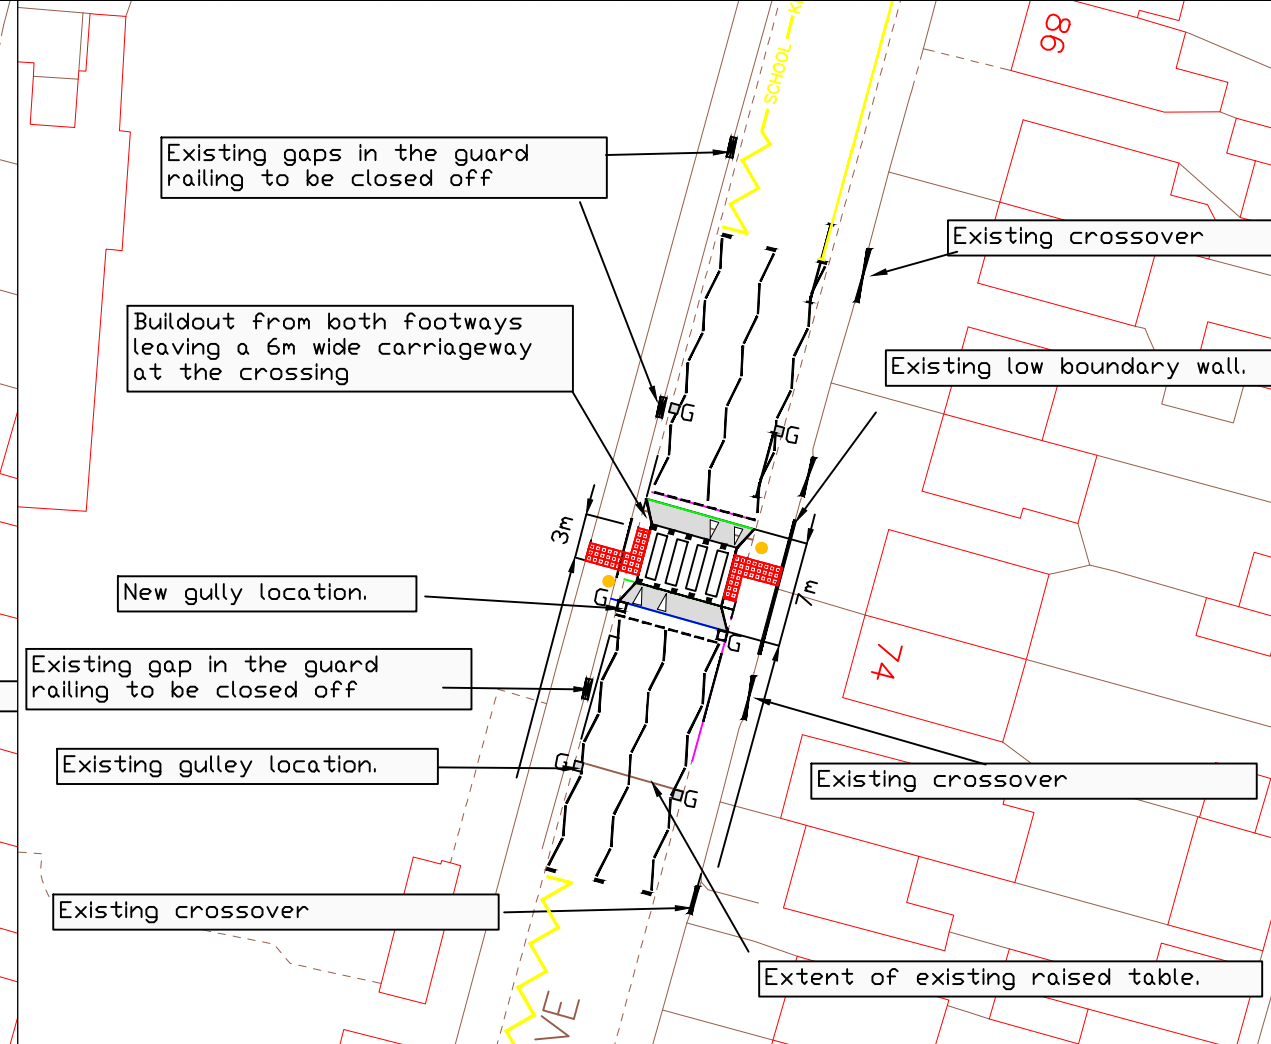 SCHOOL K
86
Existing gaps in the guard
railing to be closed off
Existing crossover
Buildout from both footways
leaving a 6m wide carriageway
at the crossing
Existing low boundary wall.
G
G
3m
7m
New gully location.
G
G
74
Existing gap in the guard
railing to be closed off
Existing gulley location.
G
G
Existing crossover
Existing crossover
Extent of existing raised table.
VE